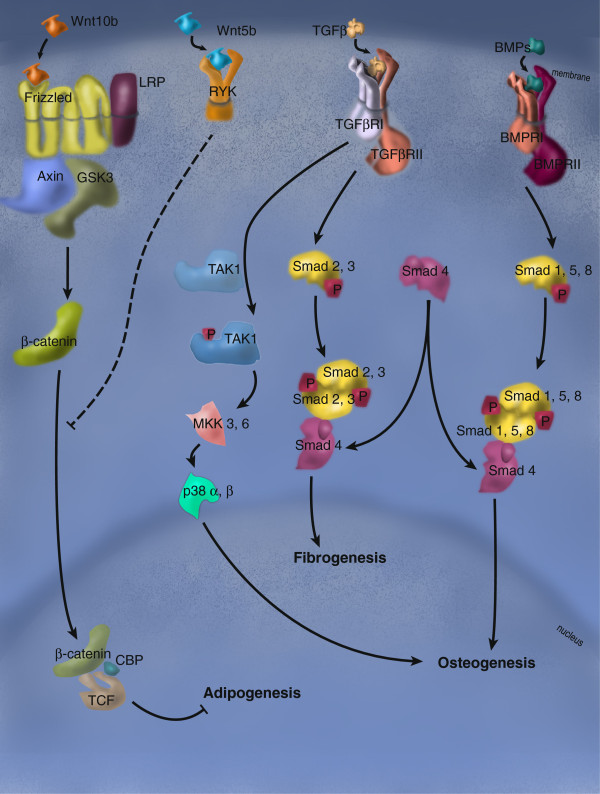 Wnt10b
Wnt5b
TGFβ
BMPs
membrane
LRP
Frizzled
RYK
TGFβRI
BMPRI
TGFβRII
BMPRII
Axin
GSK3
TAK1
Smad 2, 3
Smad 4
Smad 1, 5, 8
P
P
P
TAK1
β-catenin
Smad 2, 3
P
P
Smad 2, 3
Smad 1, 5, 8
P
P
Smad 1, 5, 8
MKK 3, 6
Smad 4
Smad 4
p38 α, β
Fibrogenesis
nucleus
β-catenin
CBP
Osteogenesis
TCF
Adipogenesis